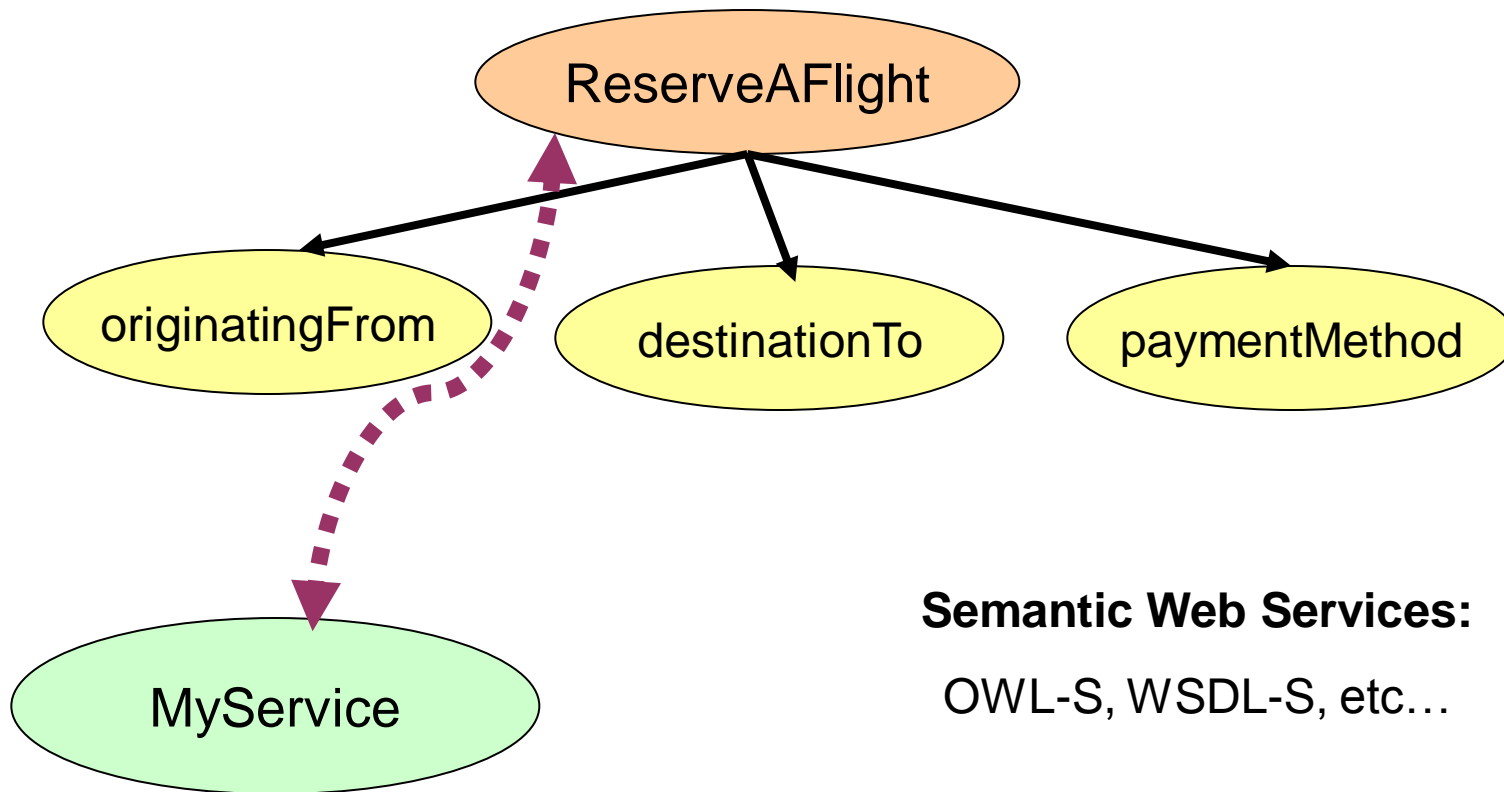 ReserveAFlight
originatingFrom
destinationTo
paymentMethod
MyService
Semantic Web Services:
OWL-S, WSDL-S, etc…